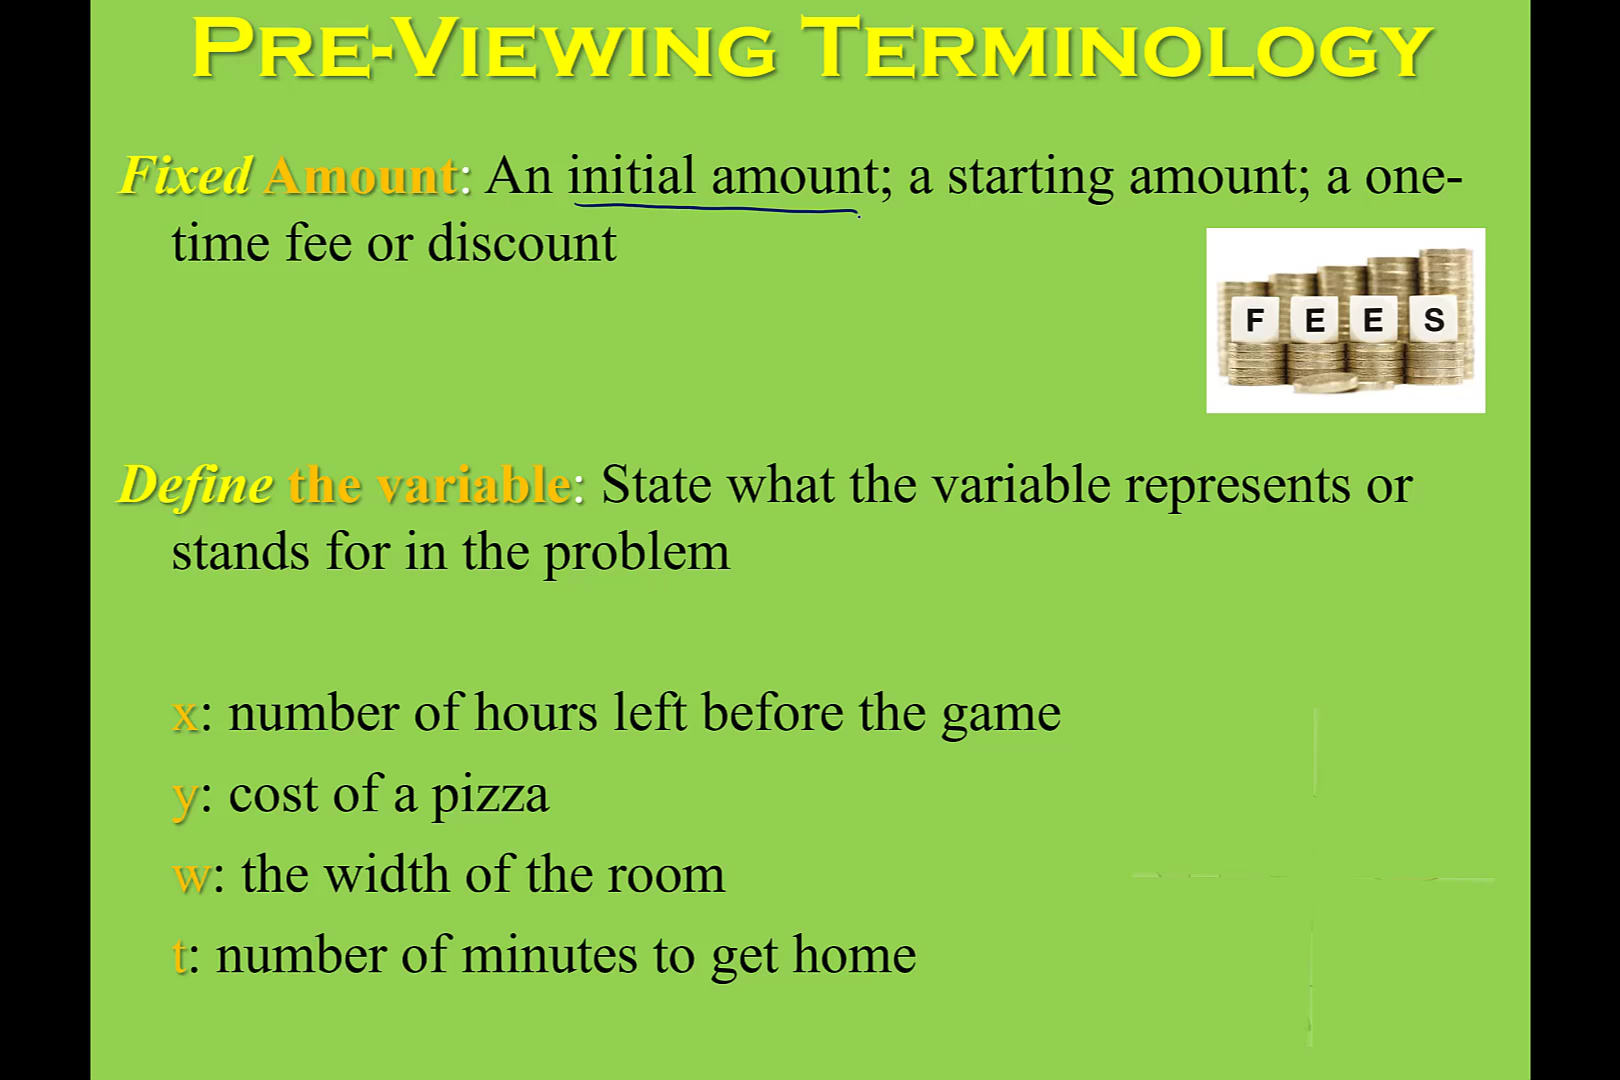 PRE-VIEWING TERMINOLOGY
Fixed Amount: An initial amount; a starting amount; a one-
time fee or discount
F E E S
Define the variable: State what the variable represents or
stands for in the problem
x: number of hours left before the game
y: cost of a pizza
w: the width of the room
t: number of minutes to get home